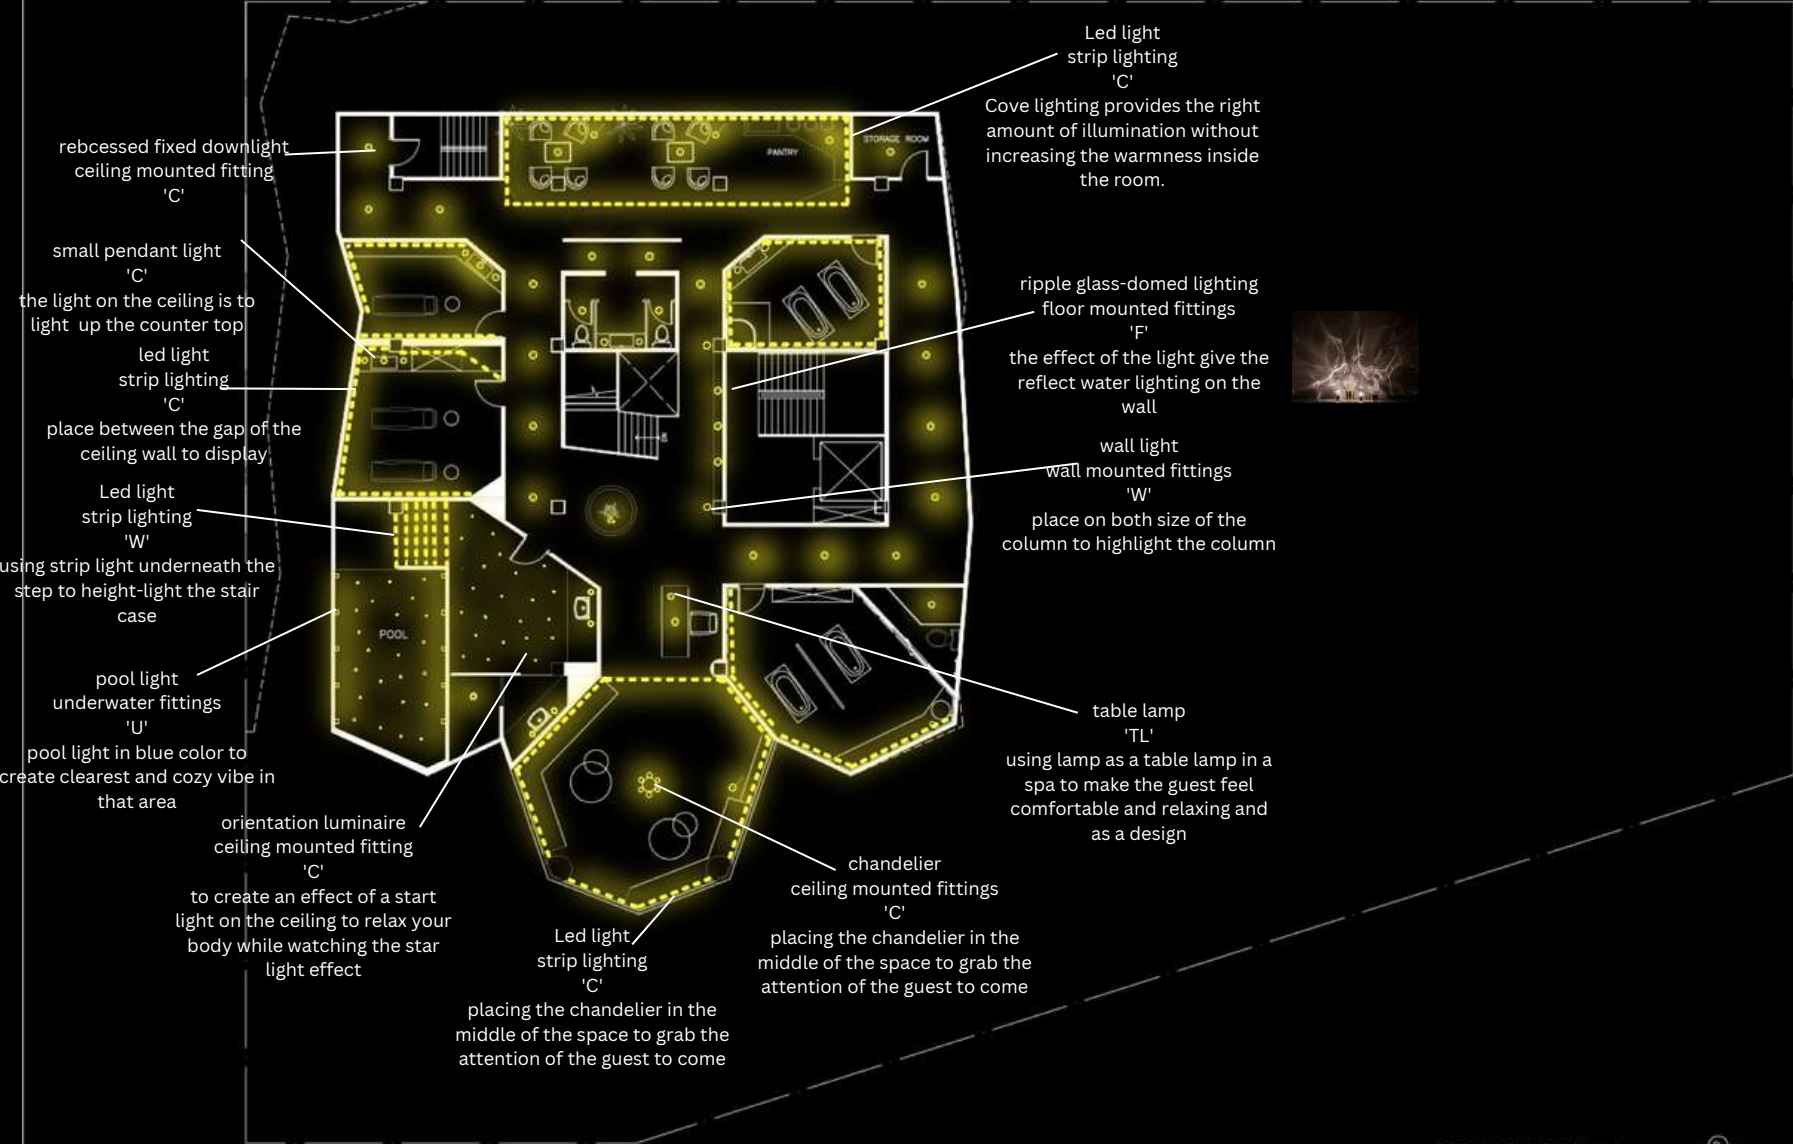 Led light
strip lighting
'C'
Cove lighting provides the right
amount of illumination without
increasing the warmness inside
the room.
rebcessed fixed downlight
ceiling mounted fitting
'C'
PANTRY
STORAGE ROOM
small pendant light
'C'
the light on the ceiling is to
light up the counter top
led light
strip lighting
'C'
place between the gap of the
ceiling wall to display
Led light
strip lighting
'W'
using strip light underneath the
step to height-light the stair
case
POOL
pool light
underwater fittings
'U'
pool light in blue color to
create clearest and cozy vibe in
that area
orientation luminaire
ceiling mounted fitting
'C'
to create an effect of a start
light on the ceiling to relax your
body while watching the star
light effect
Led light
strip lighting
'C'
placing the chandelier in the
middle of the space to grab the
attention of the guest to come
chandelier
ceiling mounted fittings
'C'
placing the chandelier in the
middle of the space to grab the
attention of the guest to come
ripple glass-domed lighting
floor mounted fittings
'F'
the effect of the light give the
reflect water lighting on the
wall
wall light
wall mounted fittings
'W'
place on both size of the
column to highlight the column
table lamp
'TL'
using lamp as a table lamp in a
spa to make the guest feel
comfortable and relaxing and
as a design